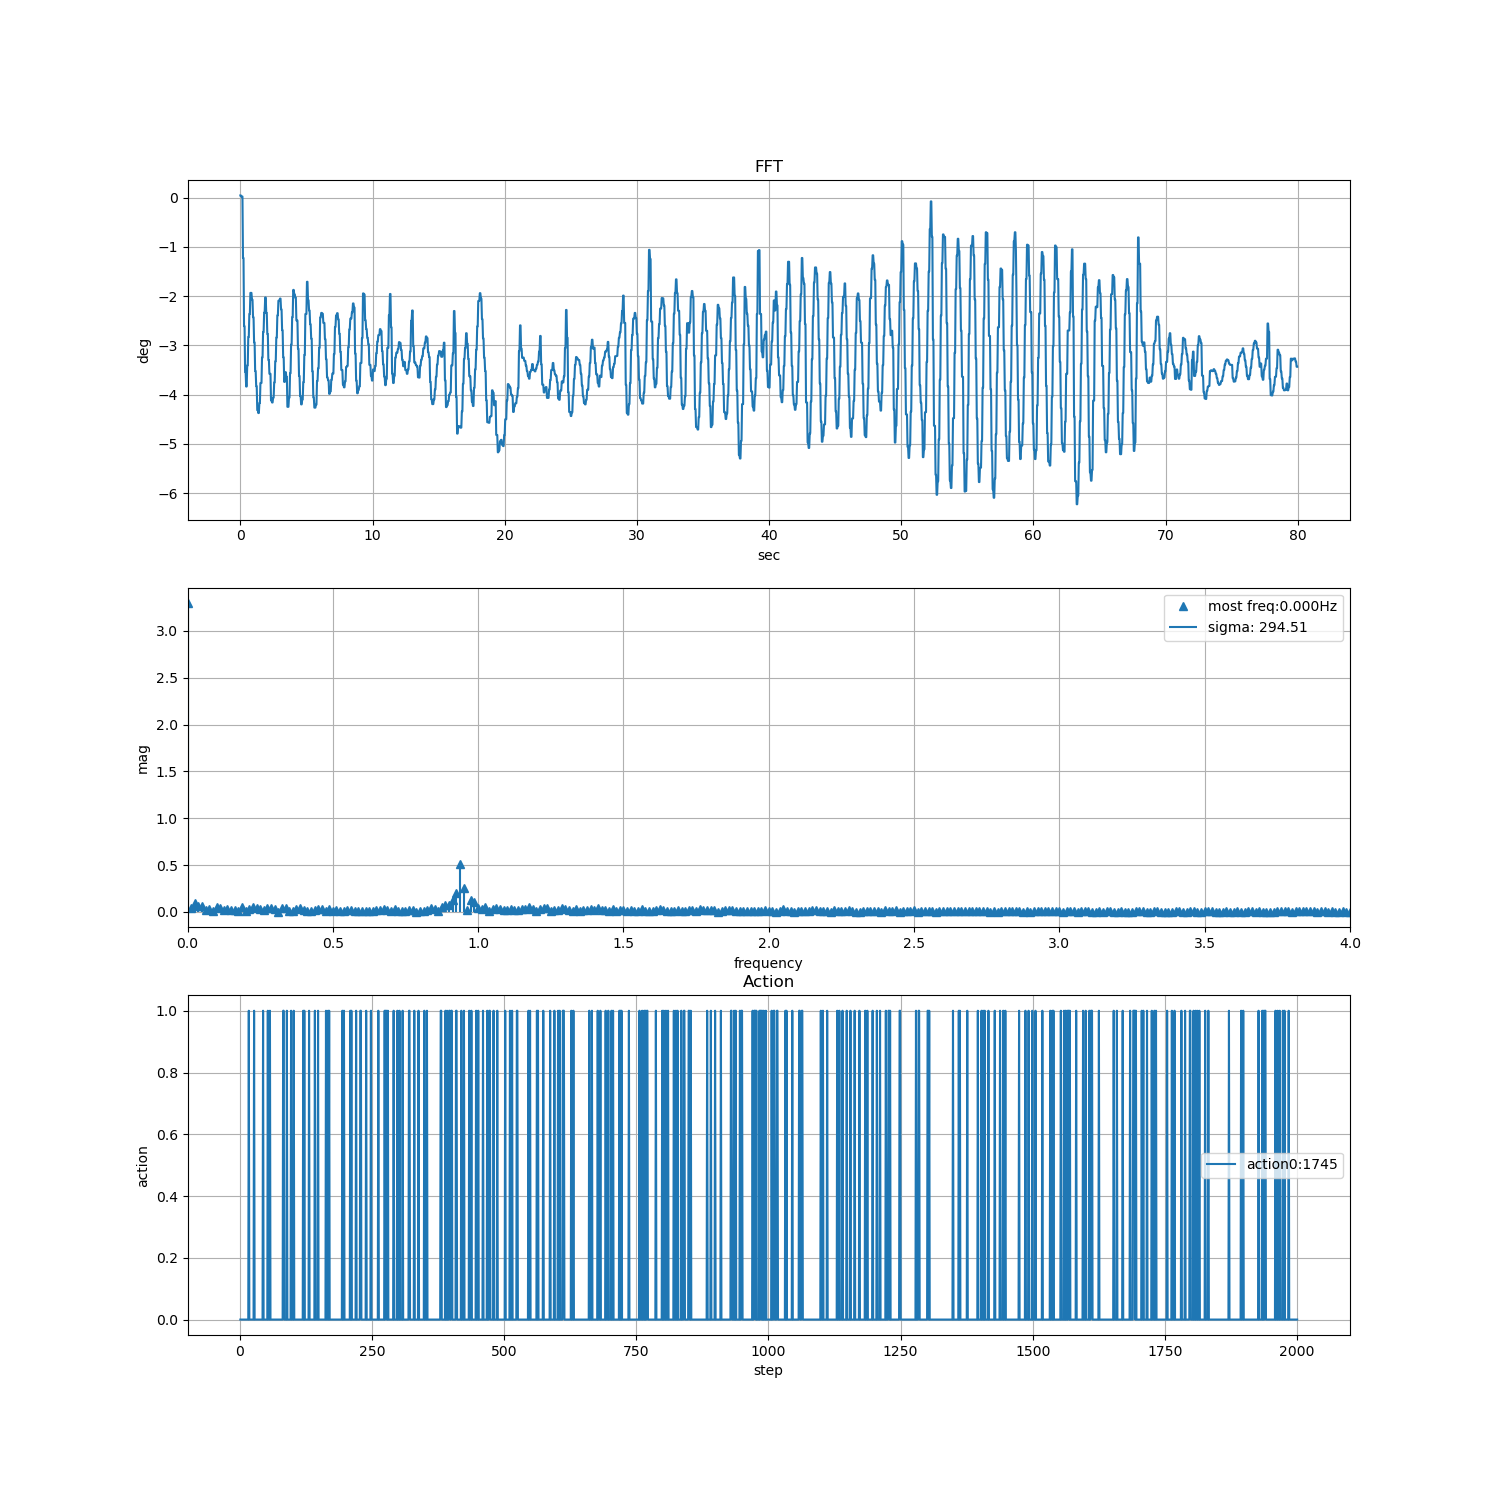 FFT
0
−1
−2
−3
−4
−5
−6
deg
0 10 20 30 40 50 60 70 80
sec
most freq:0.000Hz
sigma: 294.51
3.0
2.5
2.0
1.5
1.0
0.5
0.0
mag
0.0 0.5 1.0 1.5 2.0 2.5 3.0 3.5 4.0
frequency
Action
1.0
0.8
0.6
0.4
0.2
0.0
action
action0:1745
0 250 500 750 1000 1250 1500 1750 2000
step